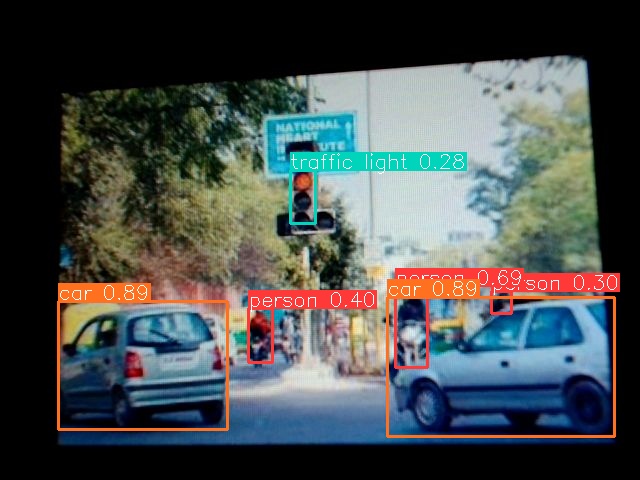 NATIONAL
HEART
UTE
traffic light 0.28
person 0.69
person 0.30
car 0.89
car 0.89
person 0.40